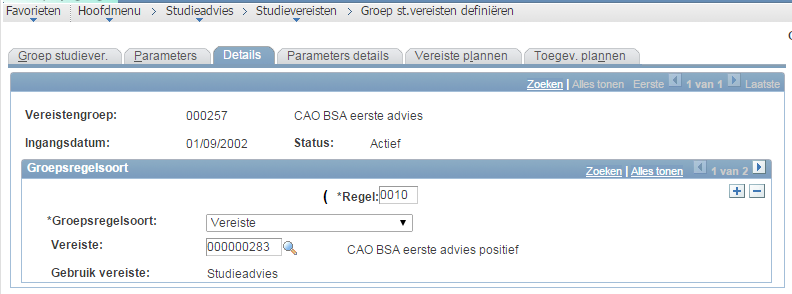 Favorieten Hoofdmenu > Studieadvies > Studievereisten > Groep st.vereisten definiëren
Groep studiever. Parameters Details Parameters details Vereiste plannen Toegev. plannen
Zoeken | Alles tonen Eerste 1 van 1 Laatste
Vereistengroep: 000257 CAO BSA eerste advies
Ingangsdatum: 01/09/2002 Status: Actief
Groepsregelsoort Zoeken | Alles tonen 1 van 2
( *Regel: 0010
*Groepsregelsoort: Vereiste
Vereiste: 000000283 CAO BSA eerste advies positief
Gebruik vereiste: Studieadvies